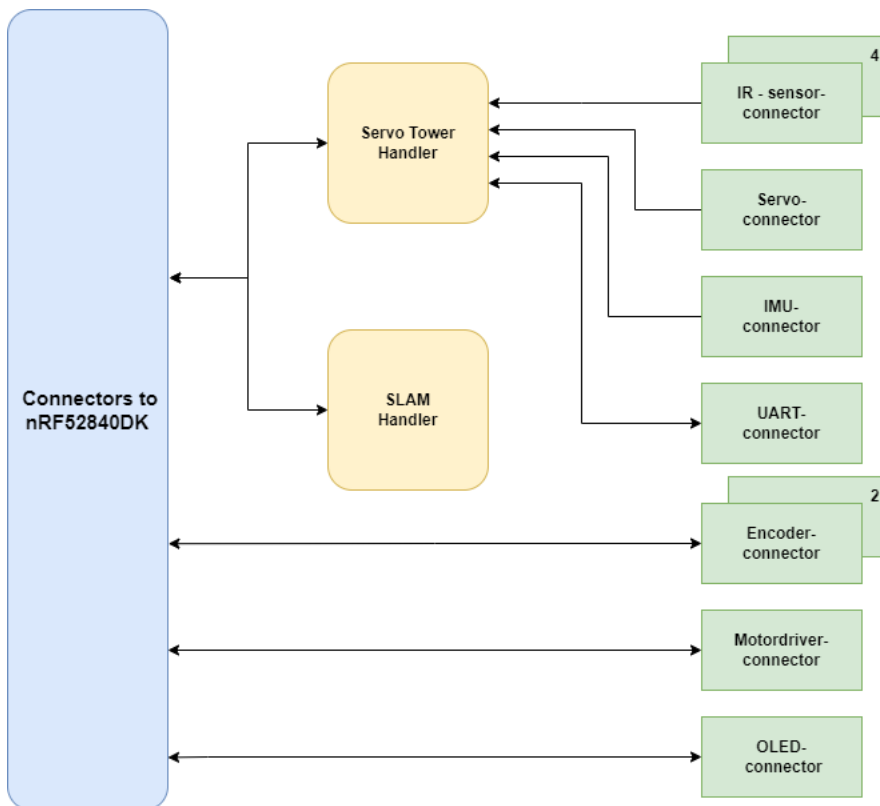 4
IR - sensor-
connector
Servo Tower
Handler
Servo-
connector
IMU-
connector
Connectors to
nRF52840DK
SLAM
Handler
UART-
connector
2
Encoder-
connector
Motordriver-
connector
OLED-
connector